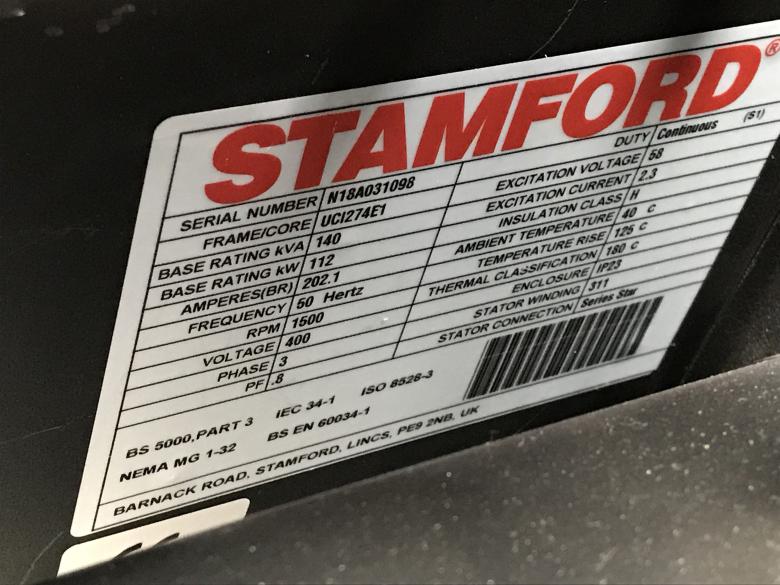 STAMFORD®
SERIAL NUMBER N18A031098
FRAME/CORE UCI274E1
BASE RATING kVA 140
BASE RATING kW 112
AMPERES(BR) 202.1
FREQUENCY 50 Hertz
RPM 1500
VOLTAGE 400
PHASE 3
PF .8
DUTY Continuous (S1)
EXCITATION VOLTAGE 58
EXCITATION CURRENT 2.3
INSULATION CLASS H
AMBIENT TEMPERATURE 40 C
TEMPERATURE RISE 125 C
THERMAL CLASSIFICATION 180 C
ENCLOSURE IP23
STATOR WINDING 311
STATOR CONNECTION Series Star
BS 5000,PART 3 IEC 34-1 ISO 8528-3
NEMA MG 1-32 BS EN 60034-1
BARNACK ROAD, STAMFORD, LINCS, PE9 2NB, UK